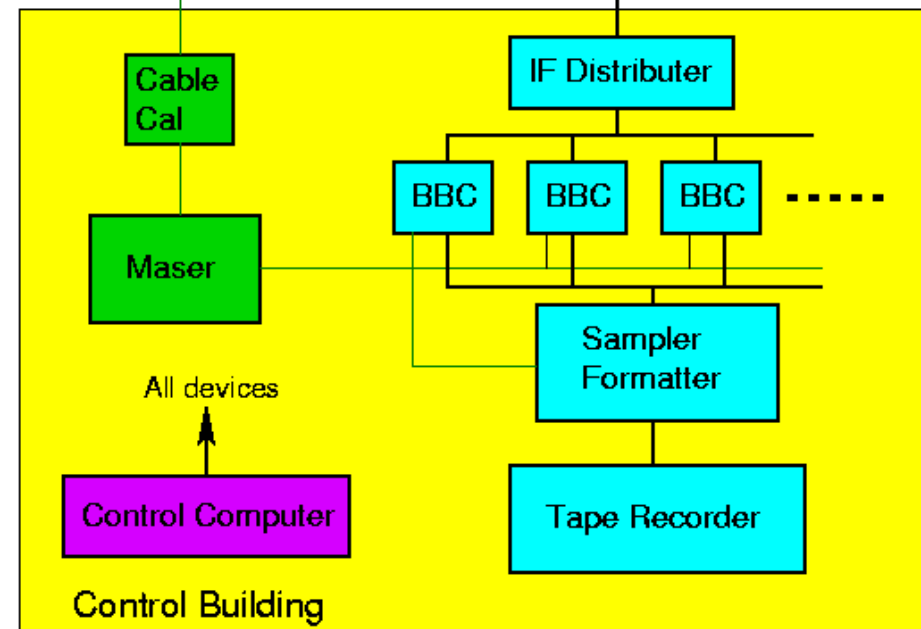 Cable
Cal
IF Distributer
BBC
BBC
BBC
Maser
Sampler
Formatter
All devices
Control Computer
Tape Recorder
Control Building